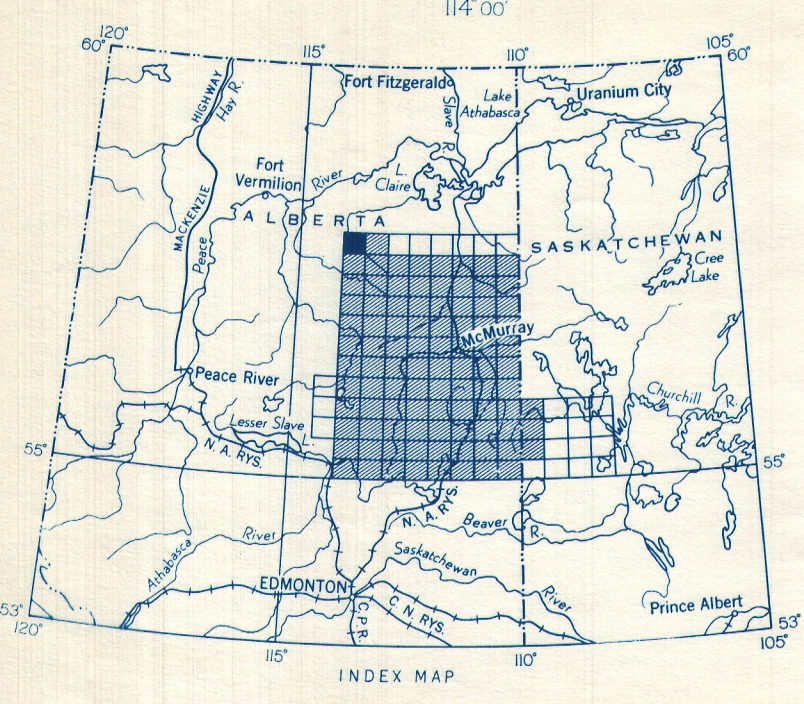 114°00'
120°
60°
115°
110°
105°
60°
HIGHWAY
Hay R.
Fort Fitzgerald
Slave R.
Lake
Athabasca
Uranium City
Fort
Vermilion
River
L.
Claire
MACKENZIE
Peace
ALBERTA
SASKATCHEWAN
Cree
Lake
McMurray
Peace River
Churchill R.
Lesser Slave
L.
N. A. RYS.
55°
55°
N. A. RYS.
Beaver
R.
River
Athabasca
Saskatchewan
River
EDMONTON
C.P.R.
C. N. RYS.
Prince Albert
53°
120°
115°
110°
53°
105°
INDEX MAP